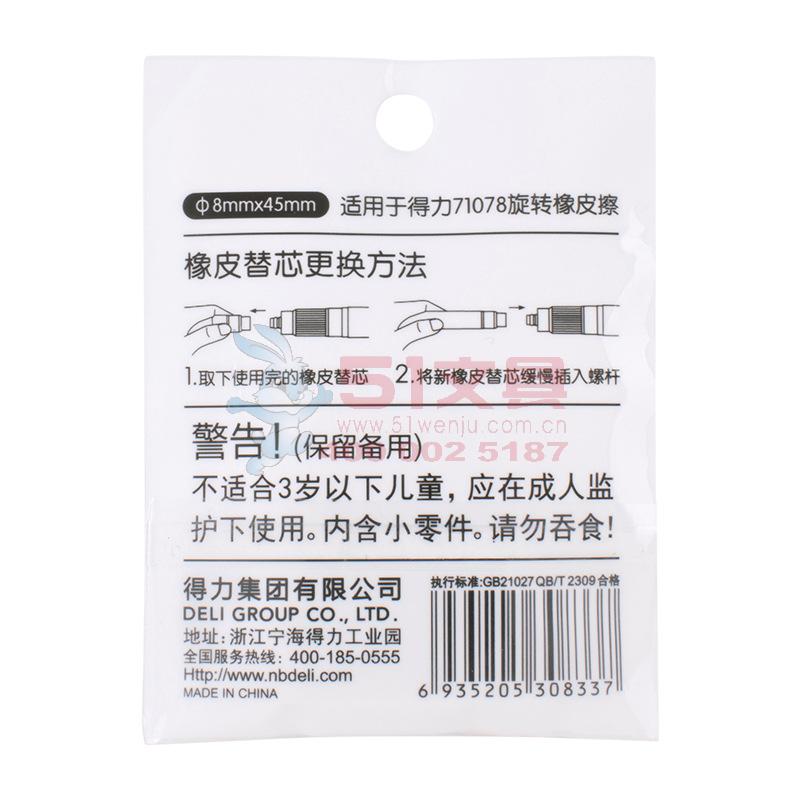 Φ8mmx45mm 适用于得力71078旋转橡皮擦
橡皮替芯更换方法
1.取下使用完的橡皮替芯 2.将新橡皮替芯缓慢插入螺杆
51文具
www.51wenju.com.cn
400 002 5187
警告!(保留备用)
不适合3岁以下儿童，应在成人监
护下使用。内含小零件。请勿吞食!
得力集团有限公司
DELI GROUP CO., LTD.
地址:浙江宁海得力工业园
全国服务热线: 400-185-0555
Http://www.nbdeli.com
MADE IN CHINA
执行标准:GB21027 QB/T 2309 合格
6 935205 308337